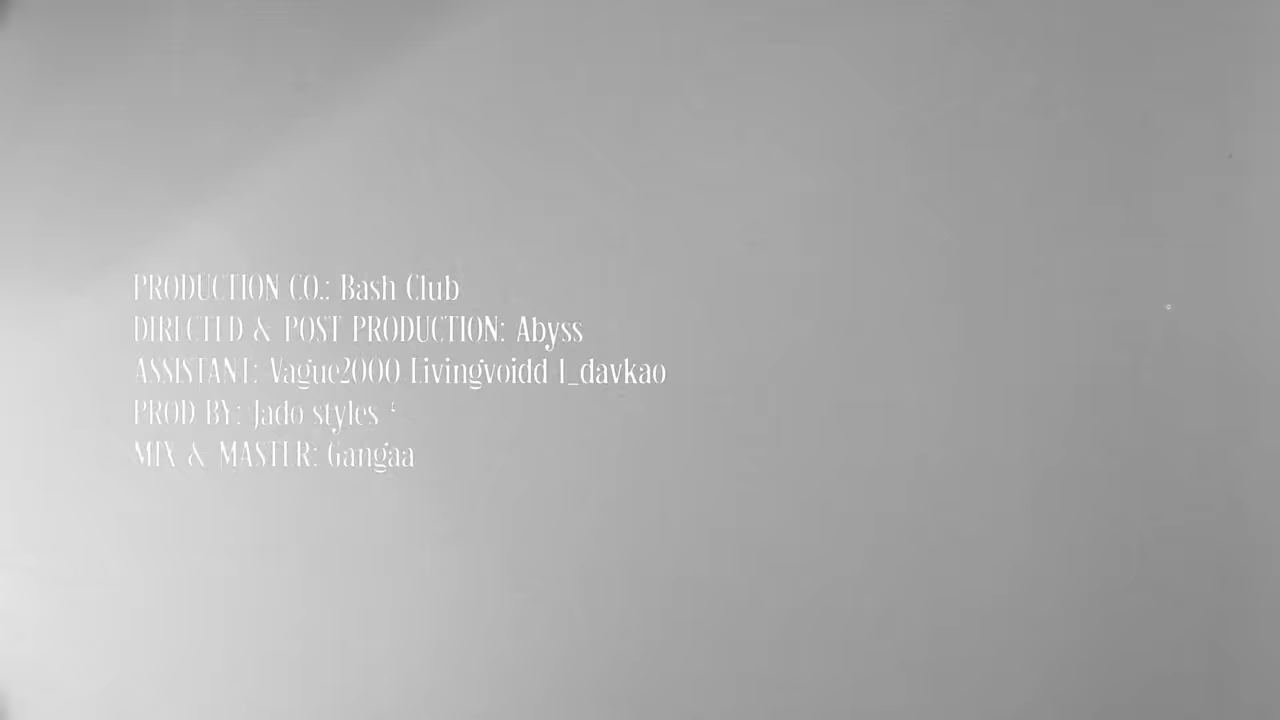 PRODUCTION CO.: Bash Club
DIRECTED & POST PRODUCTION: Abyss
ASSISTANT: Vague2000 Livingvoidd I_davkao
PROD BY: Jado styles
MIX & MASTER: Gangaa